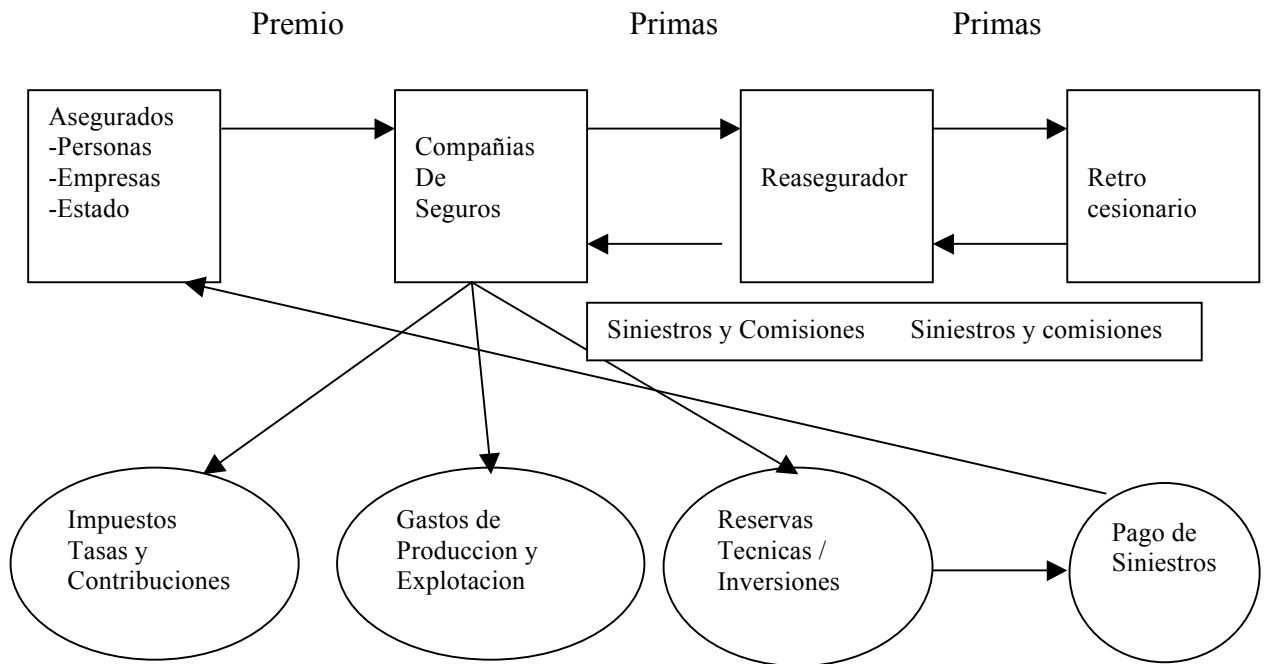 Premio Primas Primas
Asegurados
-Personas
-Empresas
-Estado
Compañias
De
Seguros
Reasegurador
Retro
cesionario
Siniestros y Comisiones Siniestros y comisiones
Impuestos
Tasas y
Contribuciones
Gastos de
Produccion y
Explotacion
Reservas
Tecnicas /
Inversiones
Pago de
Siniestros